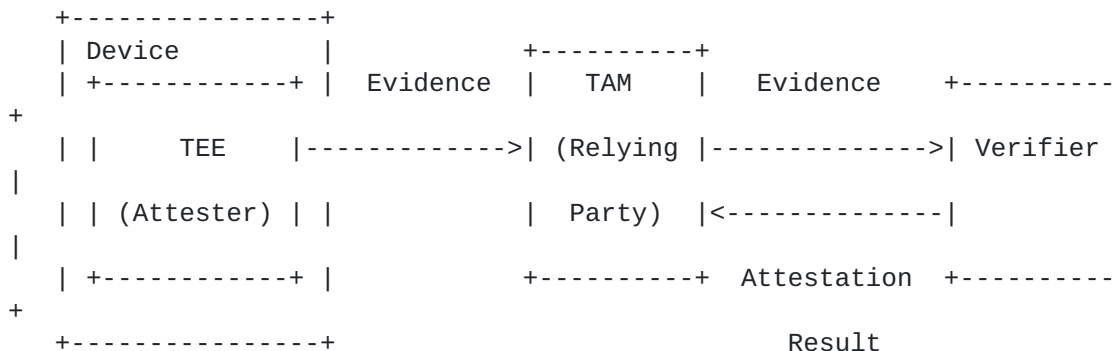 +----------------+
| Device         |            +----------+
| +------------+ |  Evidence  |   TAM    |   Evidence    +----------
+
| |     TEE    |------------->| (Relying |-------------->| Verifier
|
| | (Attester) | |            |  Party)  |<--------------|
|
| +------------+ |            +----------+  Attestation  +----------
+
+----------------+                             Result